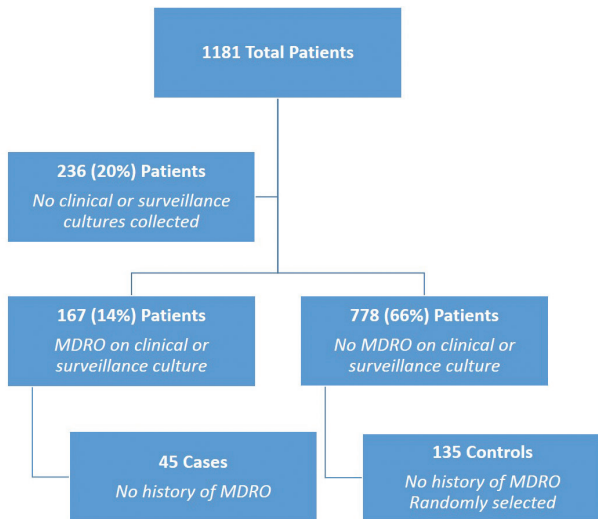 1181 Total Patients
236 (20%) Patients
No clinical or surveillance
cultures collected
167 (14%) Patients
MDRO on clinical or
surveillance culture
778 (66%) Patients
No MDRO on clinical or
surveillance culture
45 Cases
No history of MDRO
135 Controls
No history of MDRO
Randomly selected